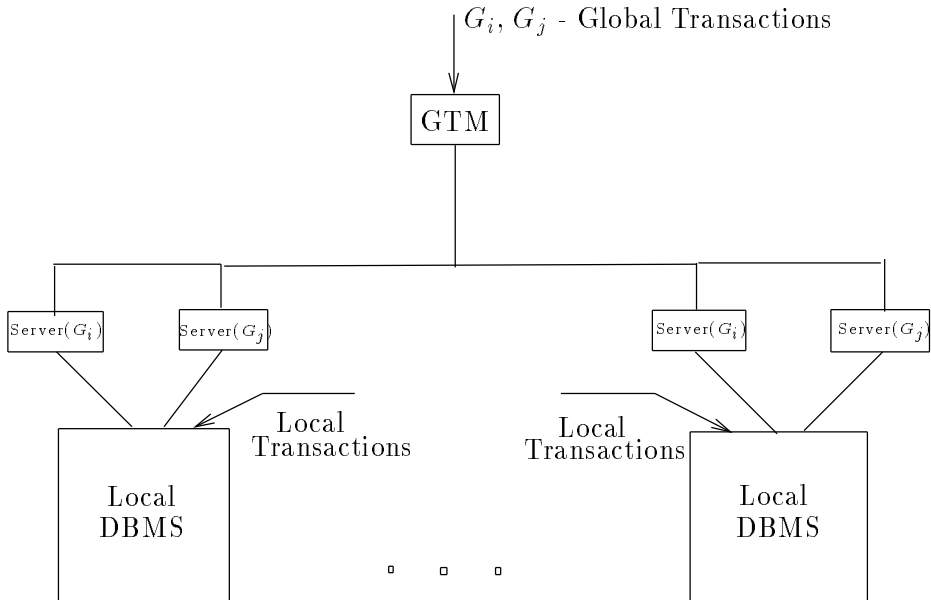 G_i, G_j - Global Transactions
GTM
Server(G_i)
Server(G_j)
Server(G_i)
Server(G_j)
Local
Transactions
Local
Transactions
Local
DBMS
Local
DBMS